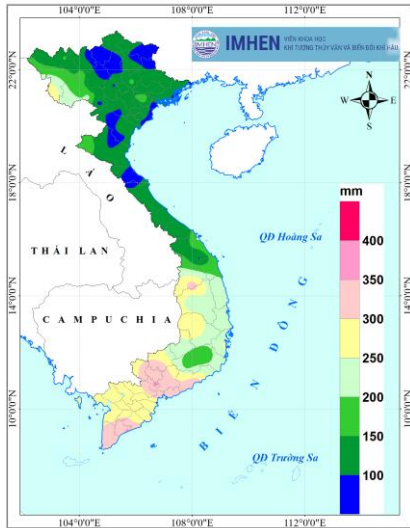 104°0'0"E
108°0'0"E
112°0'0"E
IMHEN
VIỆN KHOA HỌC
KHÍ TƯỢNG THỦY VĂN VÀ BIẾN ĐỔI KHÍ HẬU
22°0'0"N
22°0'0"N
N
W
E
S
LÀO
18°0'0"N
18°0'0"N
mm
QĐ Hoàng Sa
THÁI LAN
400
350
14°0'0"N
14°0'0"N
CAMPUCHIA
300
250
BIỂN ĐÔNG
200
150
10°0'0"N
10°0'0"N
100
QĐ Trường Sa
104°0'0"E
108°0'0"E
112°0'0"E